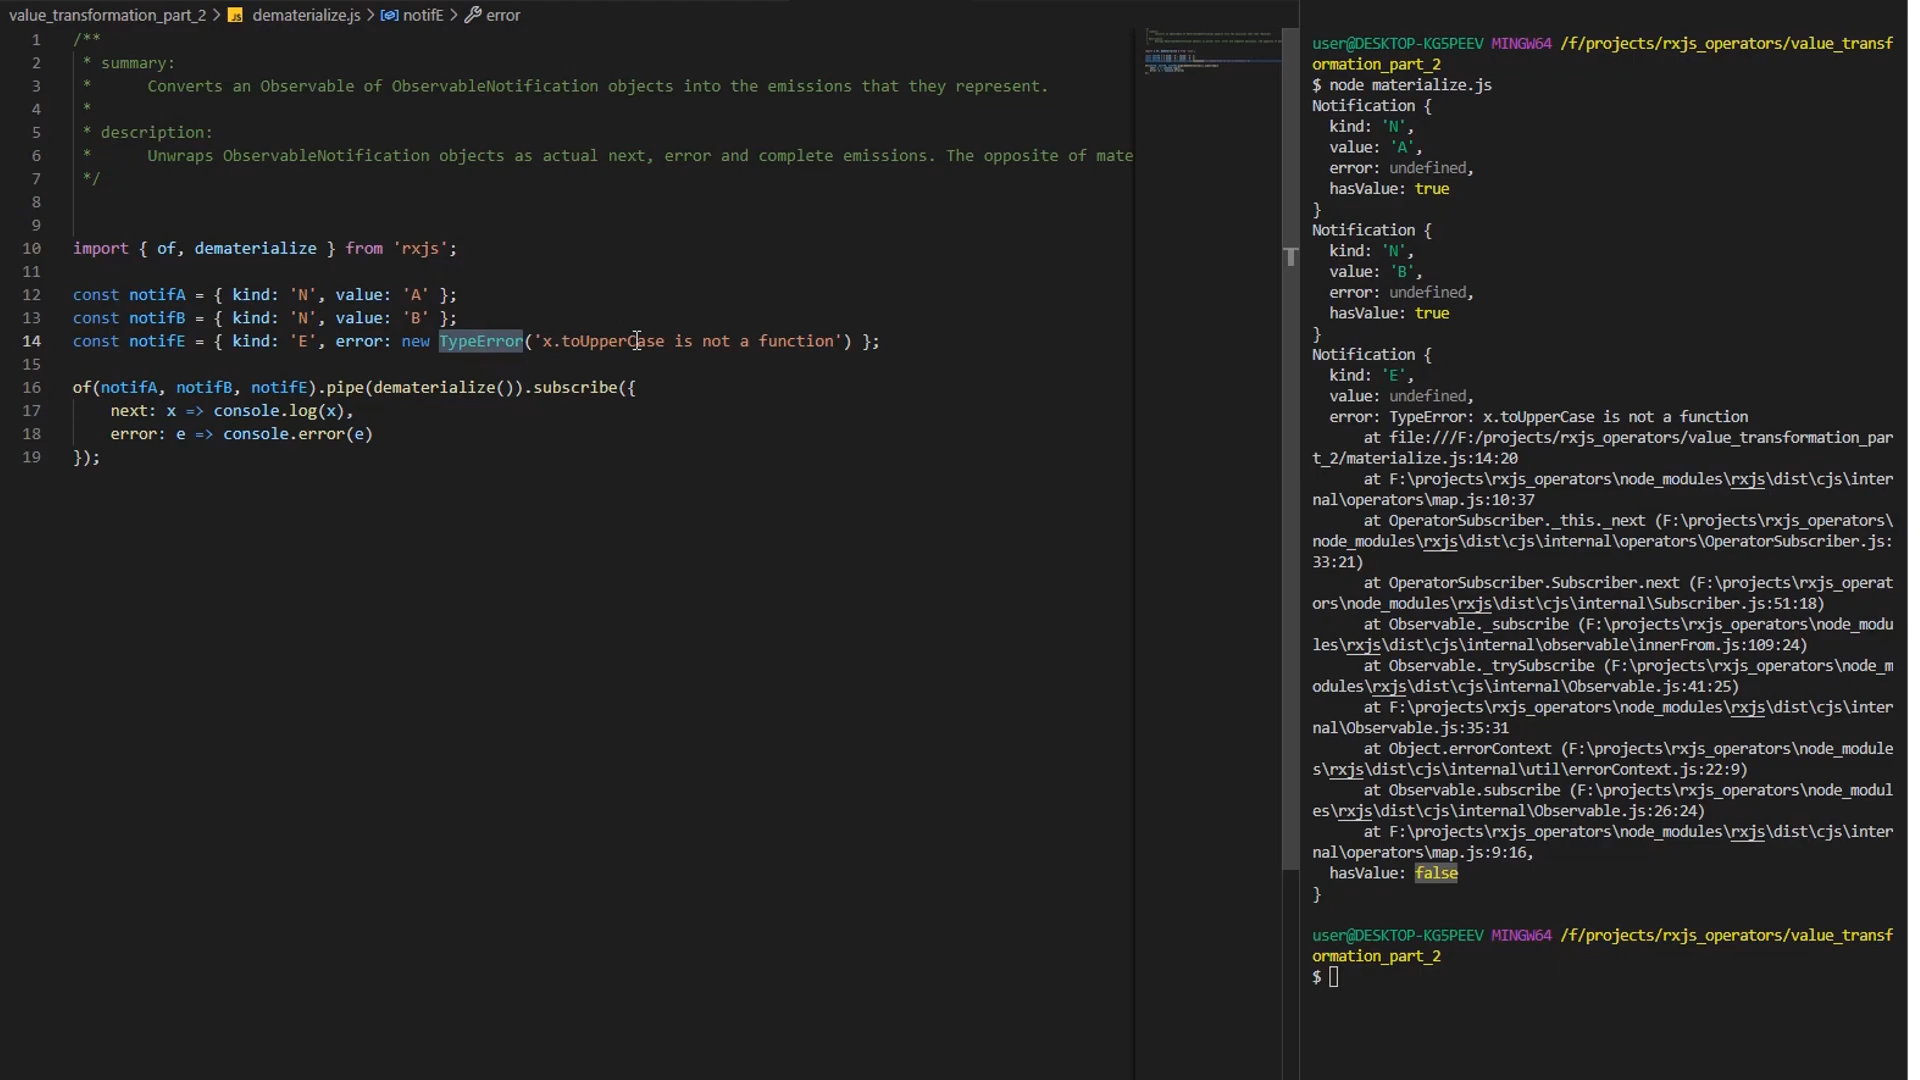 value_transformation_part_2 > JS dematerialize.js > notifE > error
1 /**
2 * summary:
3 * Converts an Observable of ObservableNotification objects into the emissions that they represent.
4 *
5 * description:
6 * Unwraps ObservableNotification objects as actual next, error and complete emissions. The opposite of mate
7 */
8
9
10 import { of, dematerialize } from 'rxjs';
11
12 const notifA = { kind: 'N', value: 'A' };
13 const notifB = { kind: 'N', value: 'B' };
14 const notifE = { kind: 'E', error: new TypeError('x.toUpperCase is not a function') };
15
16 of(notifA, notifB, notifE).pipe(dematerialize()).subscribe({
17 next: x => console.log(x),
18 error: e => console.error(e)
19 });
user@DESKTOP-KG5PEEV MINGW64 /f/projects/rxjs_operators/value_transf
ormation_part_2
$ node materialize.js
Notification {
kind: 'N',
value: 'A',
error: undefined,
hasValue: true
}
Notification {
kind: 'N',
value: 'B',
error: undefined,
hasValue: true
}
Notification {
kind: 'E',
value: undefined,
error: TypeError: x.toUpperCase is not a function
at file:///F:/projects/rxjs_operators/value_transformation_par
t_2/materialize.js:14:20
at F:\projects\rxjs_operators\node_modules\rxjs\dist\cjs\inter
nal\operators\map.js:10:37
at OperatorSubscriber._this._next (F:\projects\rxjs_operators\
node_modules\rxjs\dist\cjs\internal\operators\OperatorSubscriber.js:
33:21)
at OperatorSubscriber.Subscriber.next (F:\projects\rxjs_operat
ors\node_modules\rxjs\dist\cjs\internal\Subscriber.js:51:18)
at Observable._subscribe (F:\projects\rxjs_operators\node_modu
les\rxjs\dist\cjs\internal\observable\innerFrom.js:109:24)
at Observable._trySubscribe (F:\projects\rxjs_operators\node_m
odules\rxjs\dist\cjs\internal\Observable.js:41:25)
at F:\projects\rxjs_operators\node_modules\rxjs\dist\cjs\inter
nal\Observable.js:35:31
at Object.errorContext (F:\projects\rxjs_operators\node_module
s\rxjs\dist\cjs\internal\util\errorContext.js:22:9)
at Observable.subscribe (F:\projects\rxjs_operators\node_modul
es\rxjs\dist\cjs\internal\Observable.js:26:24)
at F:\projects\rxjs_operators\node_modules\rxjs\dist\cjs\inter
nal\operators\map.js:9:16,
hasValue: false
}
user@DESKTOP-KG5PEEV MINGW64 /f/projects/rxjs_operators/value_transf
ormation_part_2
$